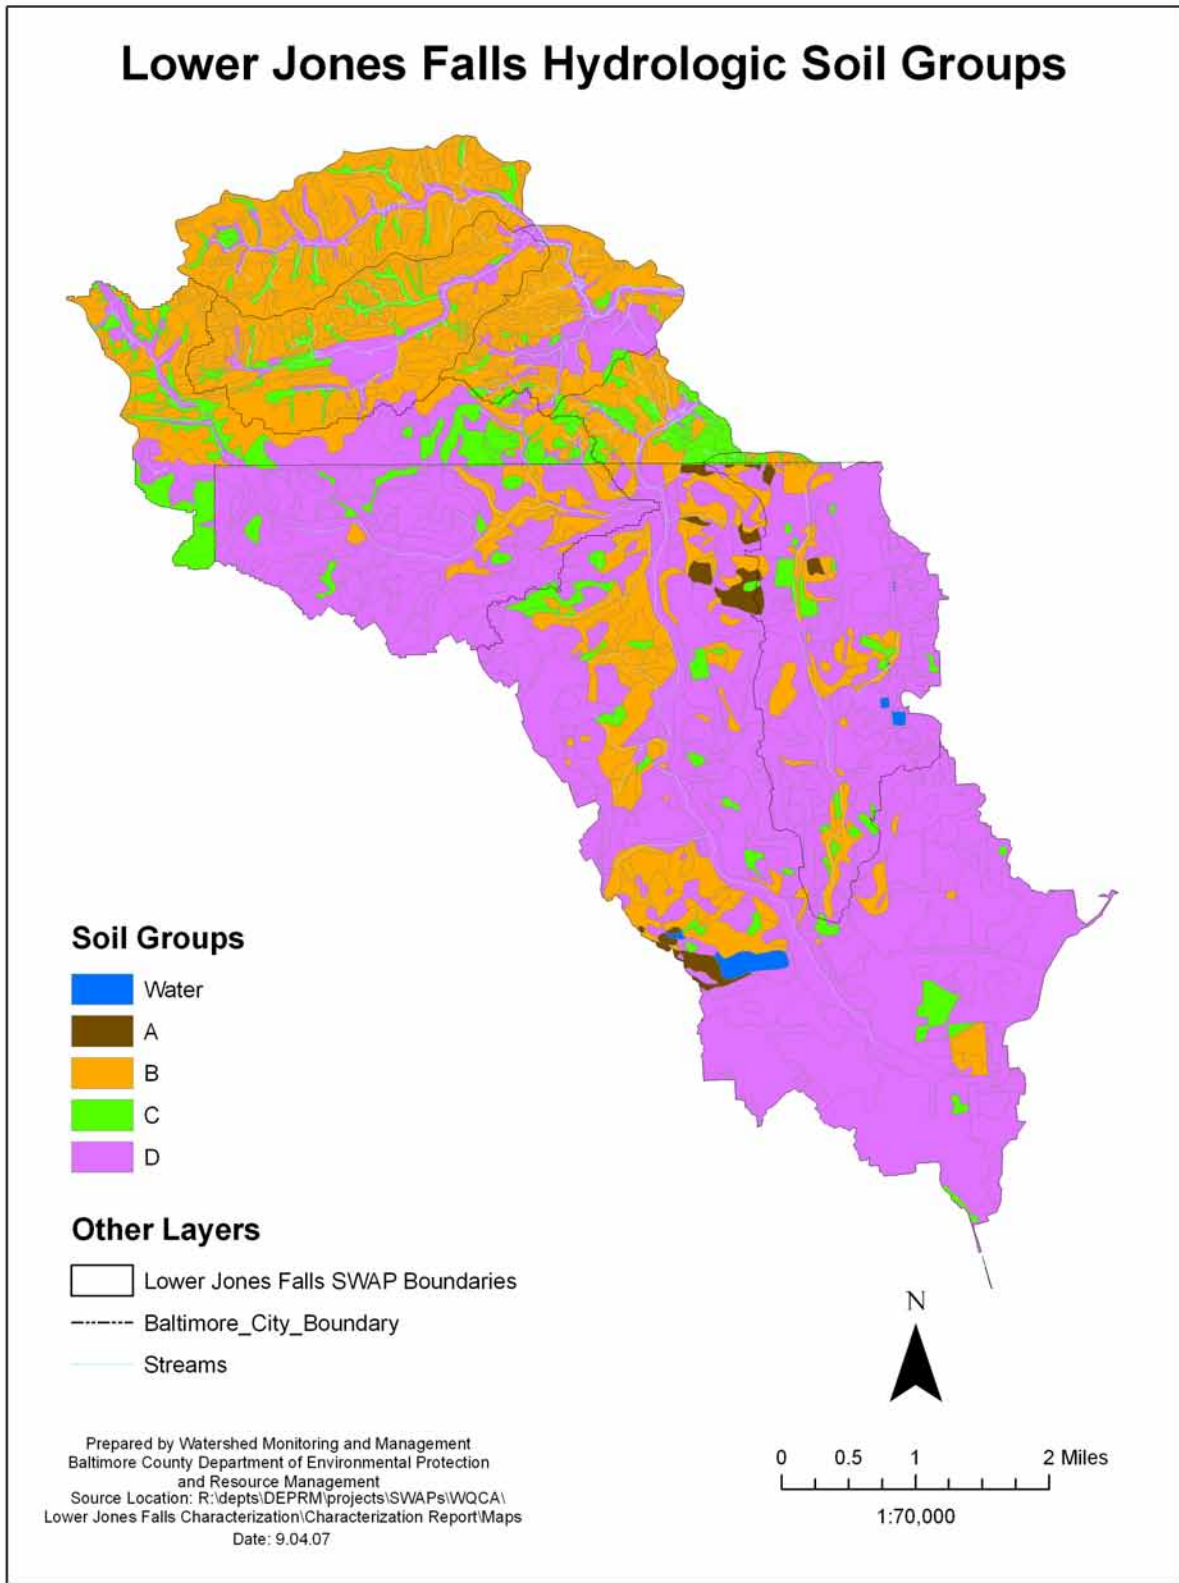 Lower Jones Falls Hydrologic Soil Groups
Soil Groups
Water
A
B
C
D
Other Layers
Lower Jones Falls SWAP Boundaries
Baltimore_City_Boundary
Streams
Prepared by Watershed Monitoring and Management
Baltimore County Department of Environmental Protection
and Resource Management
Source Location: R:\depts\DEPRM\projects\SWAPs\WQCA\
Lower Jones Falls Characterization\Characterization Report\Maps
Date: 9.04.07
N
0 0.5 1 2 Miles
1:70,000